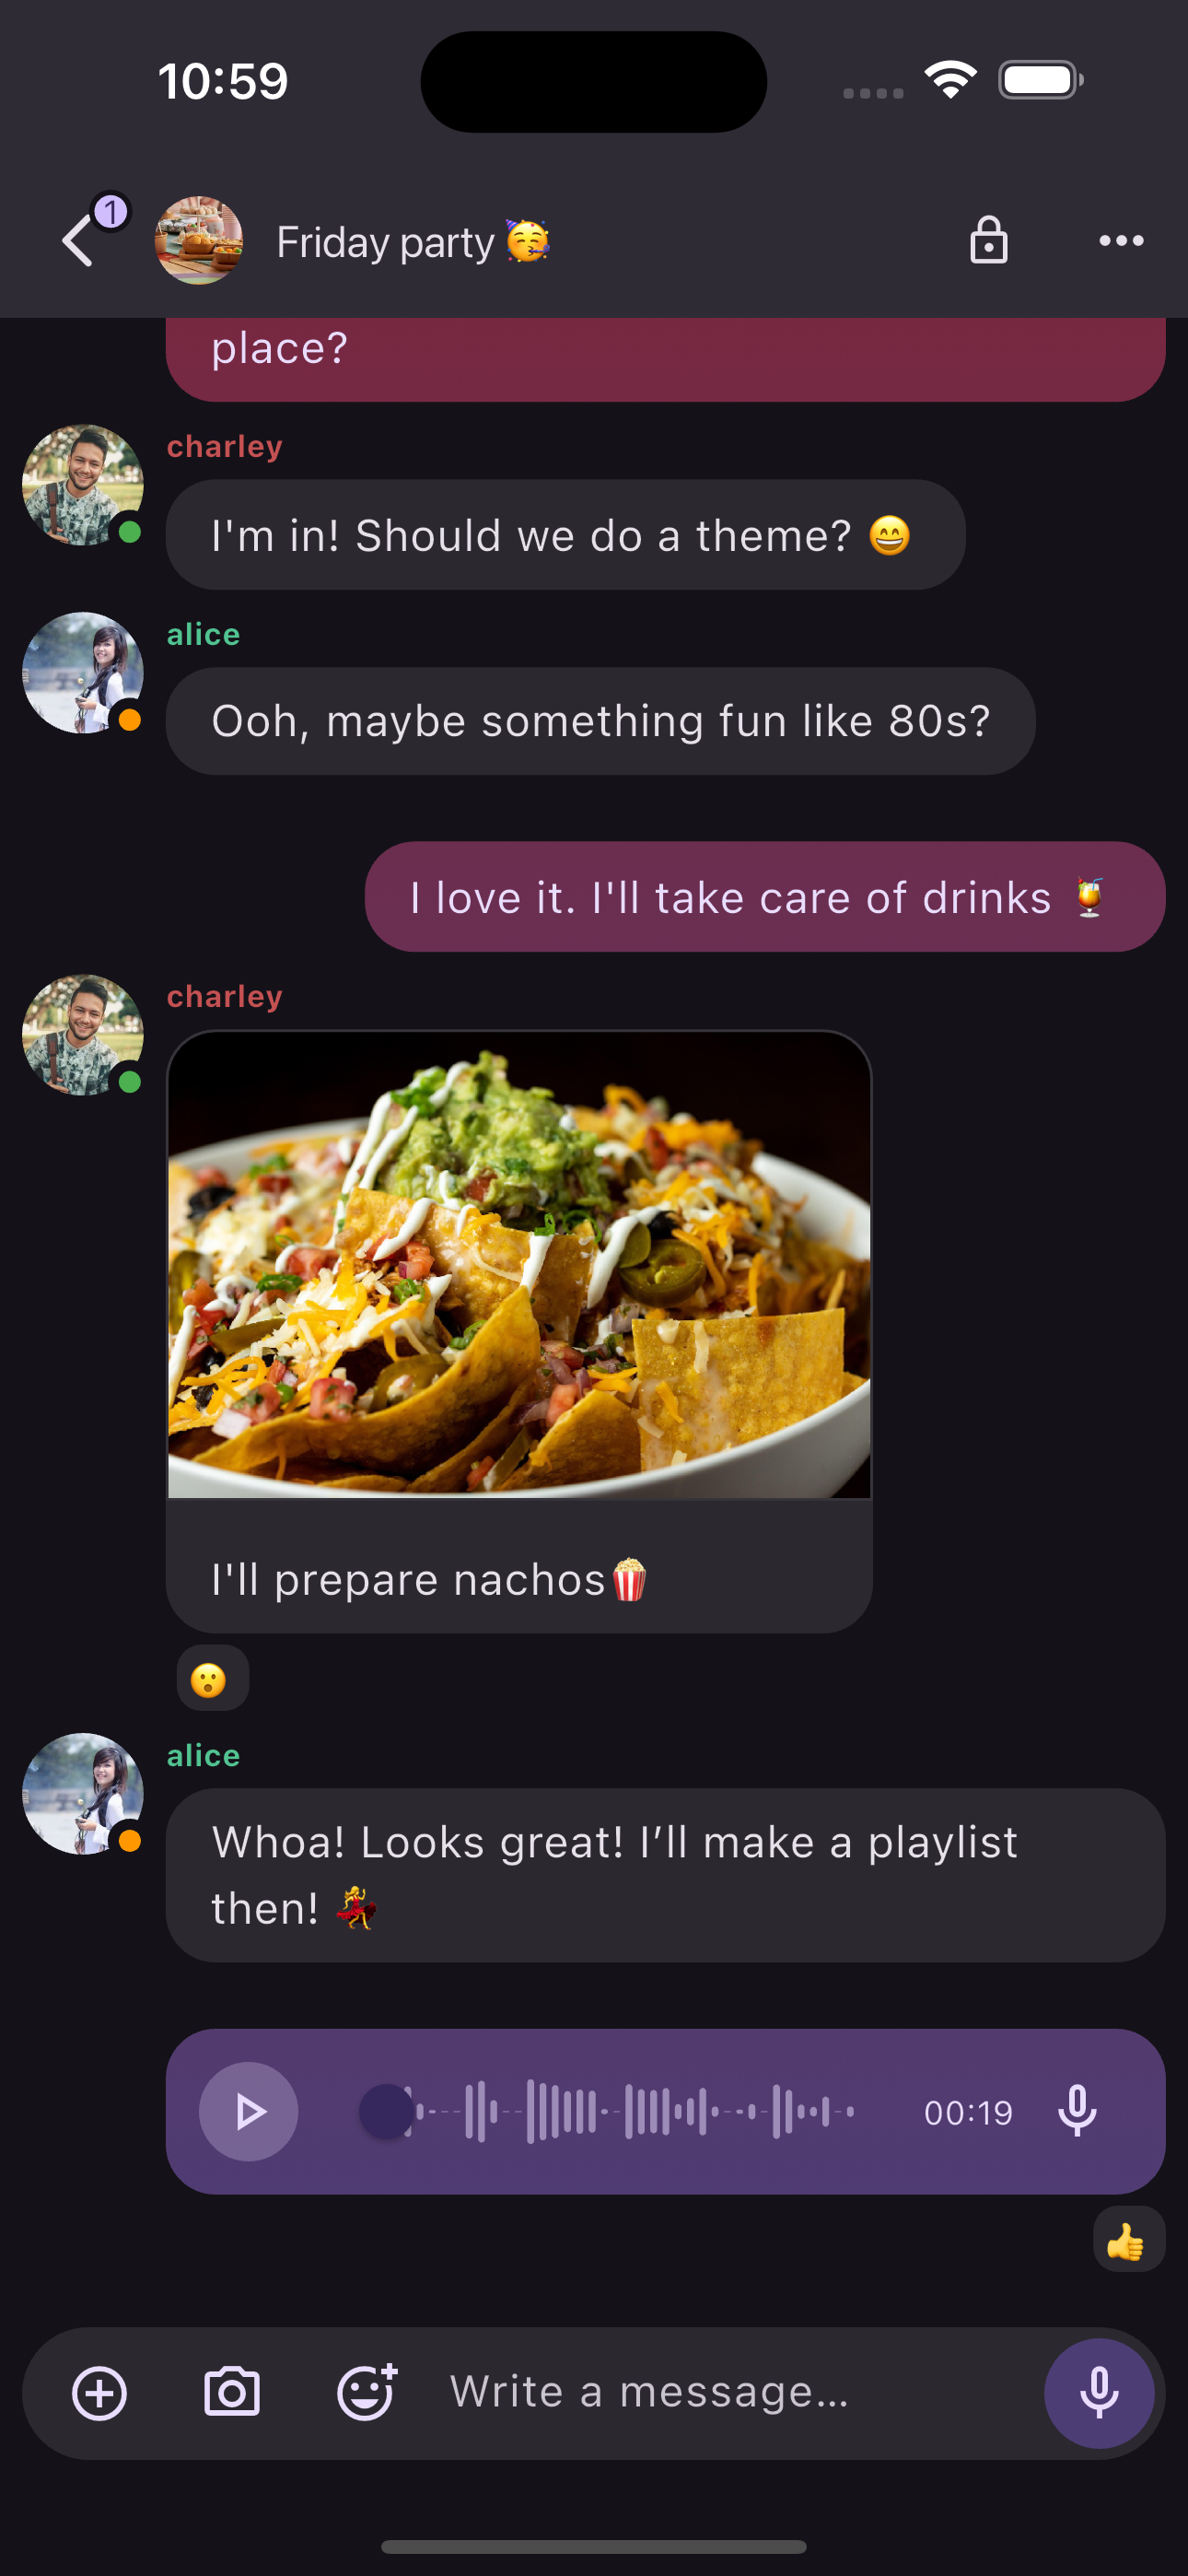 10:59
1
Friday party 🥳
place?
charley
I'm in! Should we do a theme? 😄
alice
Ooh, maybe something fun like 80s?
I love it. I'll take care of drinks 🍹
charley
I'll prepare nachos🍿
😮
alice
Whoa! Looks great! I’ll make a playlist
then! 💃
00:19
👍
Write a message...